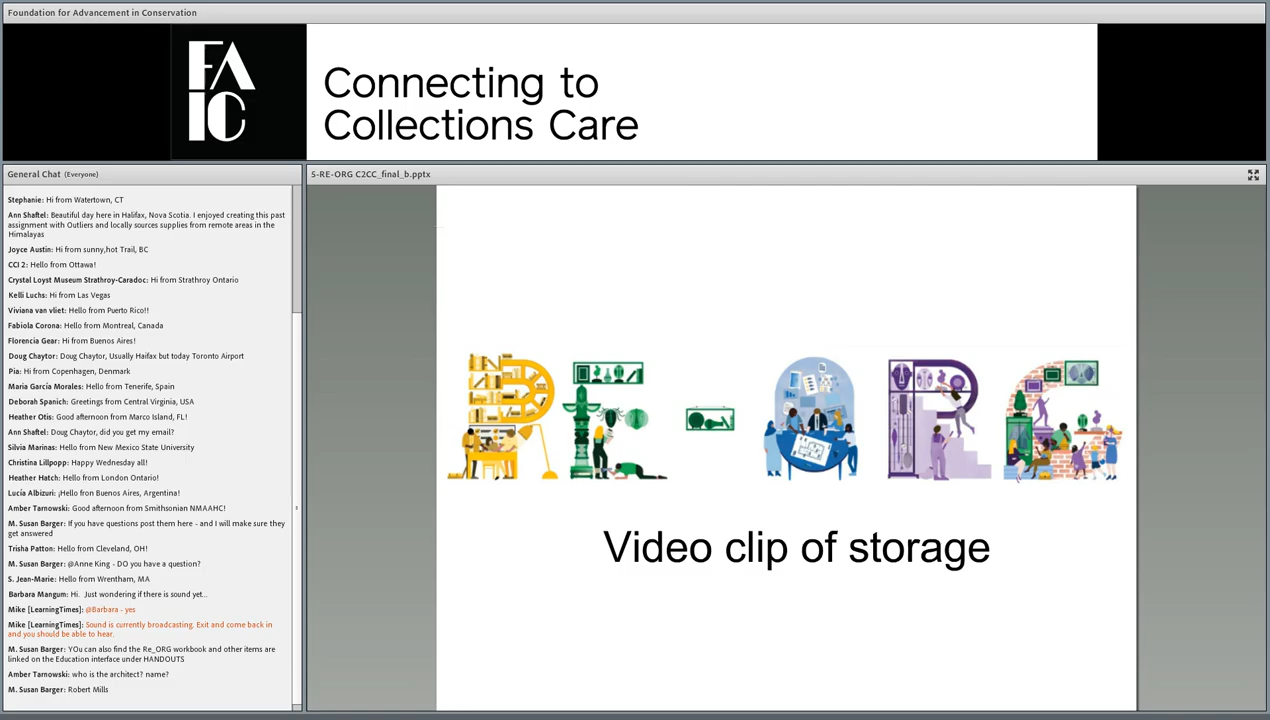 Foundation for Advancement in Conservation
FA
IC
Connecting to
Collections Care
General Chat (Everyone)
Stephanie: Hi from Watertown, CT
Ann Shaftel: Beautiful day here in Halifax, Nova Scotia. I enjoyed creating this past
assignment with Outliers and locally sources supplies from remote areas in the
Himalayas
Joyce Austin: Hi from sunny,hot Trail, BC
CCI 2: Hello from Ottawa!
Crystal Loyst Museum Strathroy-Caradoc: Hi from Strathroy Ontario
Kelli Luchs: Hi from Las Vegas
Viviana van vliet: Hello from Puerto Rico!!
Fabiola Corona: Hello from Montreal, Canada
Florencia Gear: Hi from Buenos Aires!
Doug Chaytor: Doug Chaytor, Usually Haifax but today Toronto Airport
Pia: Hi from Copenhagen, Denmark
Maria García Morales: Hello from Tenerife, Spain
Deborah Spanich: Greetings from Central Virginia, USA
Heather Otis: Good afternoon from Marco Island, FL!
Ann Shaftel: Doug Chaytor, did you get my email?
Silvia Marinas: Hello from New Mexico State University
Christina Lillpopp: Happy Wednesday all!
Heather Hatch: Hello from London Ontario!
Lucía Albizuri: ¡Hello fron Buenos Aires, Argentina!
Amber Tarnowski: Good afternoon from Smithsonian NMAAHC!
M. Susan Barger: If you have questions post them here - and I will make sure they
get answered
Trisha Patton: Hello from Cleveland, OH!
M. Susan Barger: @Anne King - DO you have a question?
S. Jean-Marie: Hello from Wrentham, MA
Barbara Mangum: Hi. Just wondering if there is sound yet...
Mike [LearningTimes]: @Barbara - yes
Mike [LearningTimes]: Sound is currently broadcasting. Exit and come back in
and you should be able to hear.
M. Susan Barger: YOu can also find the Re_ORG workbook and other items are
linked on the Education interface under HANDOUTS
Amber Tarnowski: who is the architect? name?
M. Susan Barger: Robert Mills
5-RE-ORG C2CC_final_b.pptx
RE-ORG
Video clip of storage